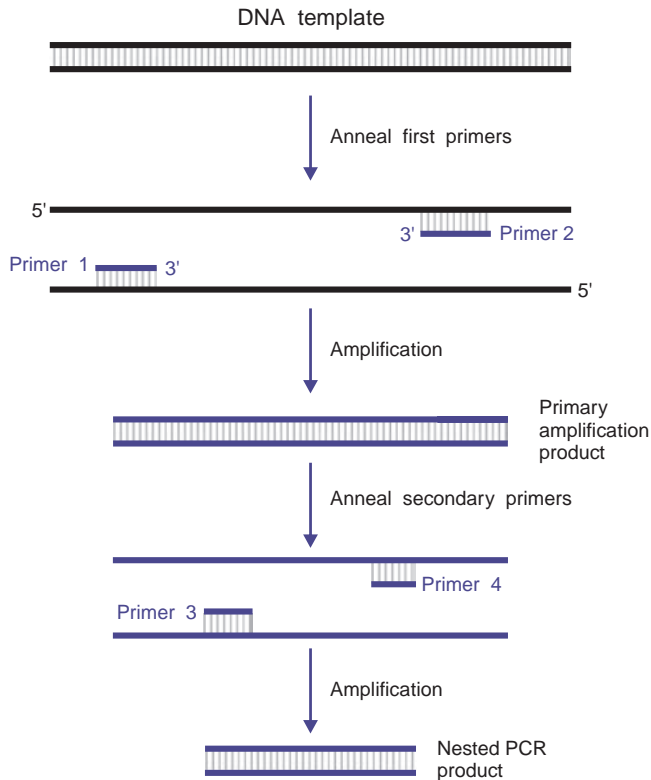 DNA template
Anneal first primers
5'
3' Primer 2
Primer 1 3'
5'
Amplification
Primary
amplification
product
Anneal secondary primers
Primer 4
Primer 3
Amplification
Nested PCR
product